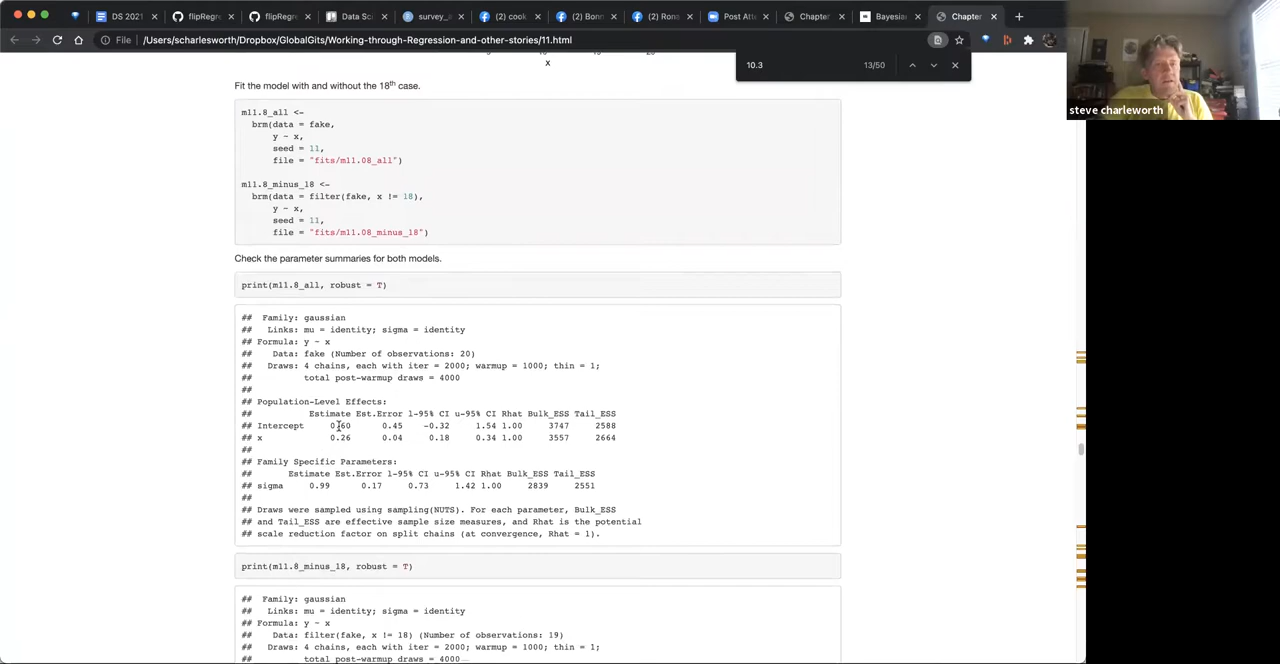 DS 2021
flipRegre
flipRegre
Data Sci
survey_a
(2) cook
(2) Bonn
(2) Rons
Post Atte
Chapter
Bayesian
Chapter
File
/Users/scharlesworth/Dropbox/GlobalGits/Working-through-Regression-and-other-stories/11.html
10.3
13/50
x
steve charleworth
Fit the model with and without the 18th case.
m11.8_all <-
brm(data = fake,
y ~ x,
seed = 11,
file = "fits/m11.08_all")
m11.8_minus_18 <-
brm(data = filter(fake, x != 18),
y ~ x,
seed = 11,
file = "fits/m11.08_minus_18")
Check the parameter summaries for both models.
print(m11.8_all, robust = T)
## Family: gaussian
## Links: mu = identity; sigma = identity
## Formula: y ~ x
## Data: fake (Number of observations: 20)
## Draws: 4 chains, each with iter = 2000; warmup = 1000; thin = 1;
## total post-warmup draws = 4000
##
## Population-Level Effects:
## Estimate Est.Error l-95% CI u-95% CI Rhat Bulk_ESS Tail_ESS
## Intercept 0.60 0.45 -0.32 1.54 1.00 3747 2588
## x 0.26 0.04 0.18 0.34 1.00 3557 2664
##
## Family Specific Parameters:
## Estimate Est.Error l-95% CI u-95% CI Rhat Bulk_ESS Tail_ESS
## sigma 0.99 0.17 0.73 1.42 1.00 2839 2551
##
## Draws were sampled using sampling(NUTS). For each parameter, Bulk_ESS
## and Tail_ESS are effective sample size measures, and Rhat is the potential
## scale reduction factor on split chains (at convergence, Rhat = 1).
print(m11.8_minus_18, robust = T)
## Family: gaussian
## Links: mu = identity; sigma = identity
## Formula: y ~ x
## Data: filter(fake, x != 18) (Number of observations: 19)
## Draws: 4 chains, each with iter = 2000; warmup = 1000; thin = 1;
## total post-warmup draws = 4000